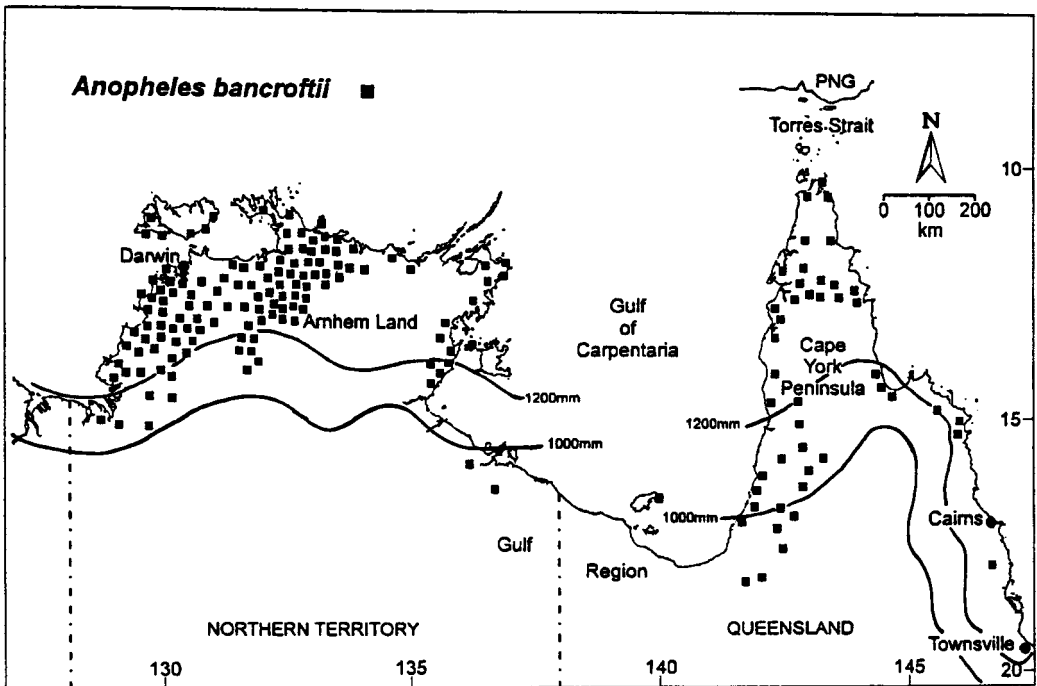 Anopheles bancroftii
PNG
Torres Strait
N
10
0 100 200
km
Darwin
Arnhem Land
Gulf
of
Carpentaria
Cape
York
Peninsula
1200mm
1200mm
15
1000mm
1000mm
Cairns
Gulf
Region
NORTHERN TERRITORY
QUEENSLAND
Townsville
130
135
140
145
20